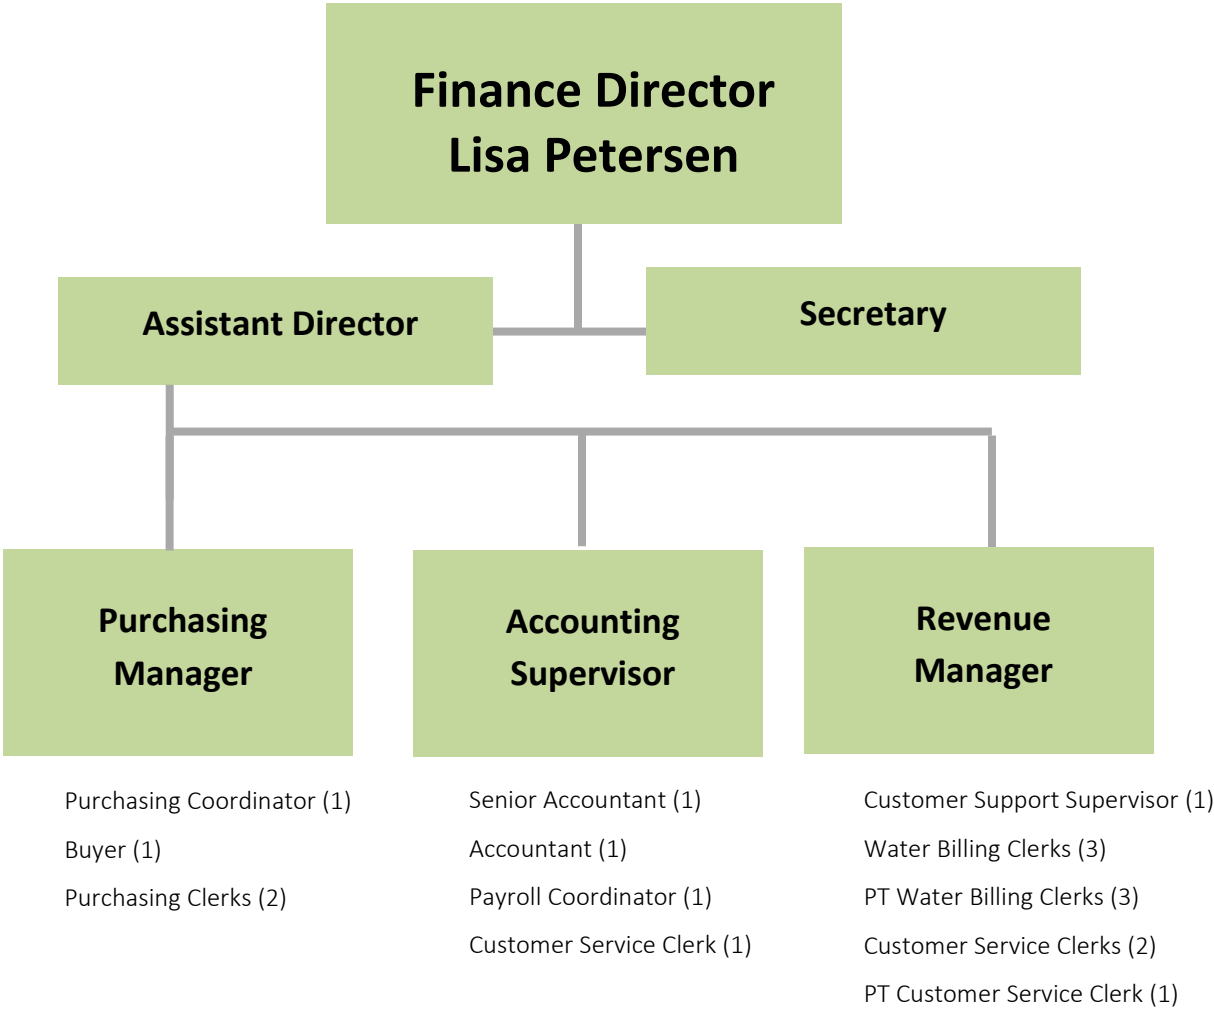 Finance Director
Lisa Petersen
Assistant Director
Secretary
Purchasing
Manager
Accounting
Supervisor
Revenue
Manager
Purchasing Coordinator (1)
Buyer (1)
Purchasing Clerks (2)
Senior Accountant (1)
Accountant (1)
Payroll Coordinator (1)
Customer Service Clerk (1)
Customer Support Supervisor (1)
Water Billing Clerks (3)
PT Water Billing Clerks (3)
Customer Service Clerks (2)
PT Customer Service Clerk (1)